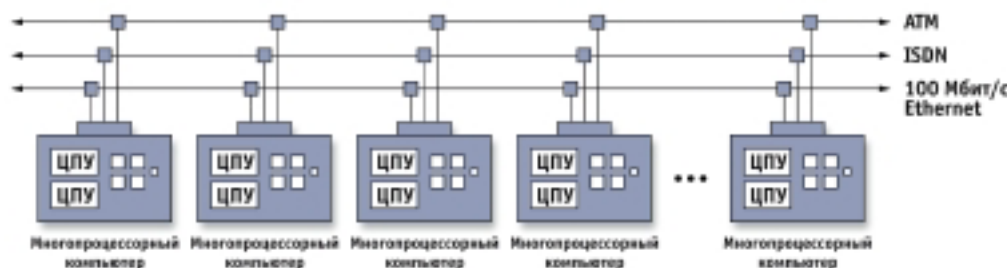 ATM
ISDN
100 Мбит/с
Ethernet
ЦПУ ЦПУ ЦПУ ЦПУ ЦПУ
ЦПУ ЦПУ ЦПУ ЦПУ ЦПУ
...
Многопроцессорный Многопроцессорный Многопроцессорный Многопроцессорный Многопроцессорный
компьютер компьютер компьютер компьютер компьютер